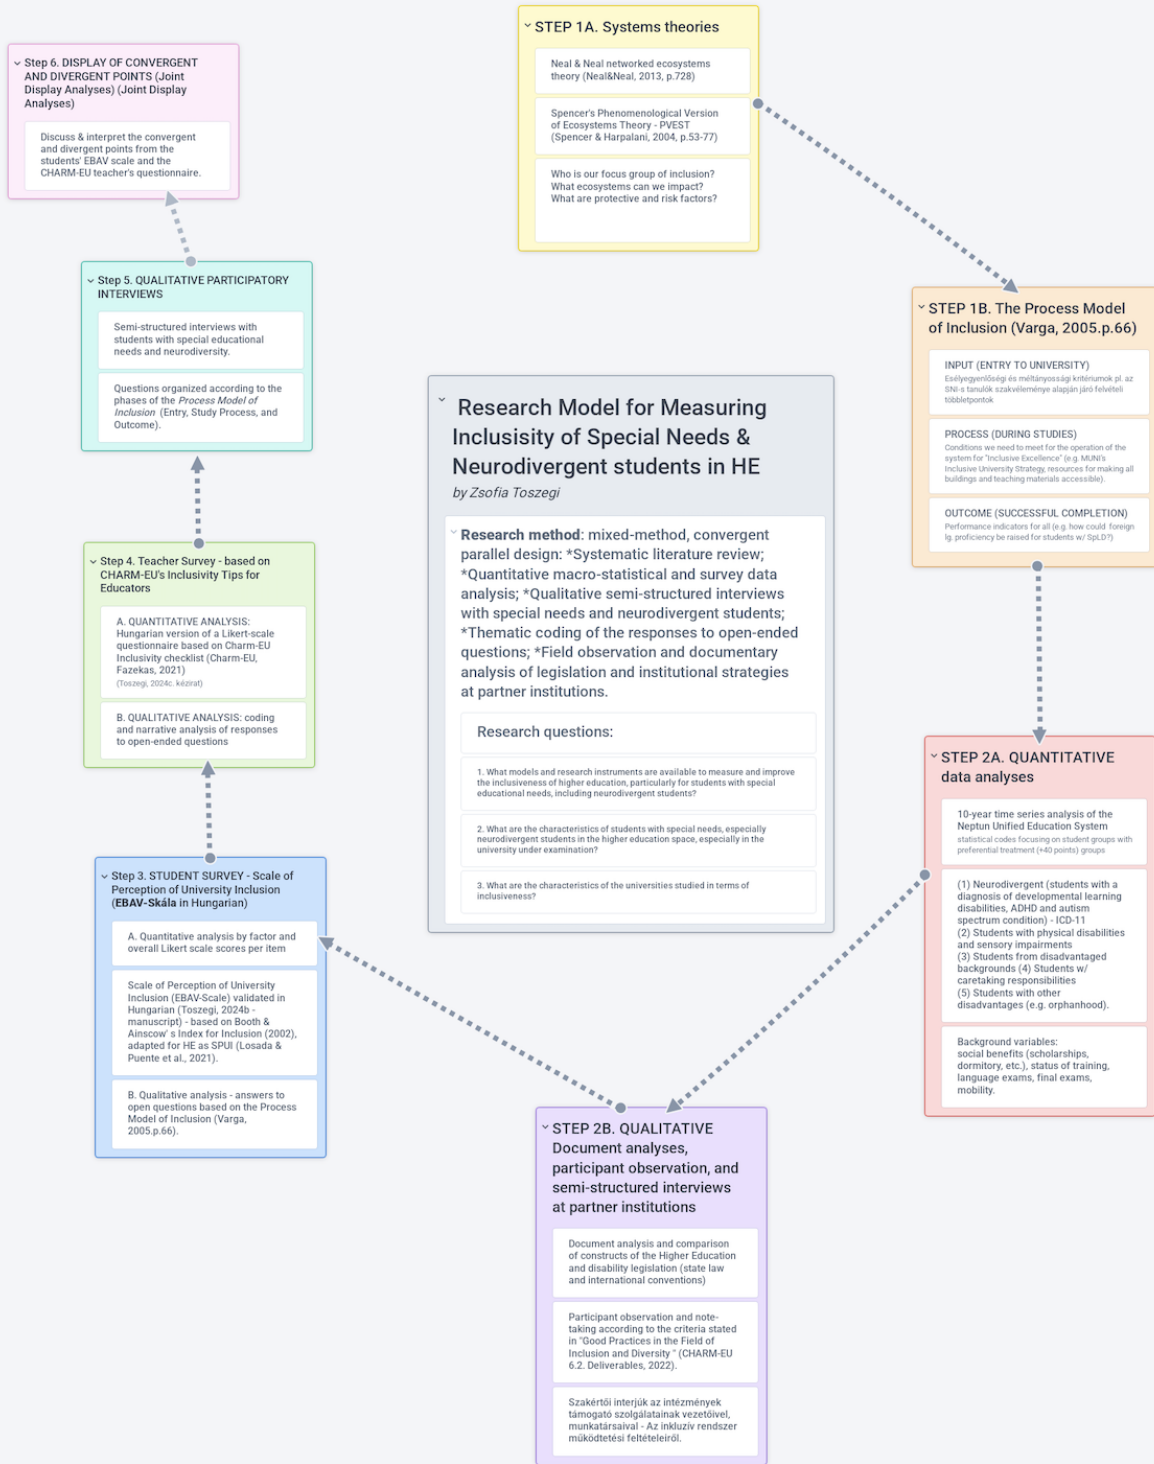 STEP 1A. Systems theories
Neal & Neal networked ecosystems
theory (Neal&Neal, 2013, p.728)
Spencer's Phenomenological Version
of Ecosystems Theory - PVEST
(Spencer & Harpalani, 2004, p.53-77)
Who is our focus group of inclusion?
What ecosystems can we impact?
What are protective and risk factors?
STEP 1B. The Process Model
of Inclusion (Varga, 2005.p.66)
INPUT (ENTRY TO UNIVERSITY)
Esélyegyenlőségi és méltányossági kritériumok pl. az
SNI-s tanulók szakvéleménye alapján járó felvételi
többletpontok
PROCESS (DURING STUDIES)
Conditions we need to meet for the operation of the
system for "Inclusive Excellence" (e.g. MUNI's
Inclusive University Strategy, resources for making all
buildings and teaching materials accessible).
OUTCOME (SUCCESSFUL COMPLETION)
Performance indicators for all (e.g. how could foreign
lg. proficiency be raised for students w/ SpLD?)
STEP 2A. QUANTITATIVE
data analyses
10-year time series analysis of the
Neptun Unified Education System
statistical codes focusing on student groups with
preferential treatment (+40 points) groups
(1) Neurodivergent (students with a
diagnosis of developmental learning
disabilities, ADHD and autism
spectrum condition) - ICD-11
(2) Students with physical disabilities
and sensory impairments
(3) Students from disadvantaged
backgrounds (4) Students w/
caretaking responsibilities
(5) Students with other
disadvantages (e.g. orphanhood).
Background variables:
social benefits (scholarships,
dormitory, etc.), status of training,
language exams, final exams,
mobility.
STEP 2B. QUALITATIVE
Document analyses,
participant observation, and
semi-structured interviews
at partner institutions
Document analysis and comparison
of constructs of the Higher Education
and disability legislation (state law
and international conventions)
Participant observation and note-
taking according to the criteria stated
in "Good Practices in the Field of
Inclusion and Diversity " (CHARM-EU
6.2. Deliverables, 2022).
Szakértői interjúk az intézmények
támogató szolgálatainak vezetőivel,
munkatársaival - Az inkluzív rendszer
működtetési feltételeiről.
Step 3. STUDENT SURVEY - Scale of
Perception of University Inclusion
(EBAV-Skála in Hungarian)
A. Quantitative analysis by factor and
overall Likert scale scores per item
Scale of Perception of University
Inclusion (EBAV-Scale) validated in
Hungarian (Toszegi, 2024b -
manuscript) - based on Booth &
Ainscow' s Index for Inclusion (2002),
adapted for HE as SPUI (Losada &
Puente et al., 2021).
B. Qualitative analysis - answers to
open questions based on the Process
Model of Inclusion (Varga,
2005.p.66).
Step 4. Teacher Survey - based on
CHARM-EU's Inclusivity Tips for
Educators
A. QUANTITATIVE ANALYSIS:
Hungarian version of a Likert-scale
questionnaire based on Charm-EU
Inclusivity checklist (Charm-EU,
Fazekas, 2021)
(Toszegi, 2024c. kézirat)
B. QUALITATIVE ANALYSIS: coding
and narrative analysis of responses
to open-ended questions
Step 5. QUALITATIVE PARTICIPATORY
INTERVIEWS
Semi-structured interviews with
students with special educational
needs and neurodiversity.
Questions organized according to the
phases of the Process Model of
Inclusion (Entry, Study Process, and
Outcome).
Step 6. DISPLAY OF CONVERGENT
AND DIVERGENT POINTS (Joint
Display Analyses) (Joint Display
Analyses)
Discuss & interpret the convergent
and divergent points from the
students' EBAV scale and the
CHARM-EU teacher's questionnaire.
Research Model for Measuring
Inclusisity of Special Needs &
Neurodivergent students in HE
by Zsofia Toszegi
Research method: mixed-method, convergent
parallel design: *Systematic literature review;
*Quantitative macro-statistical and survey data
analysis; *Qualitative semi-structured interviews
with special needs and neurodivergent students;
*Thematic coding of the responses to open-ended
questions; *Field observation and documentary
analysis of legislation and institutional strategies
at partner institutions.
Research questions:
1. What models and research instruments are available to measure and improve
the inclusiveness of higher education, particularly for students with special
educational needs, including neurodivergent students?
2. What are the characteristics of students with special needs, especially
neurodivergent students in the higher education space, especially in the
university under examination?
3. What are the characteristics of the universities studied in terms of
inclusiveness?